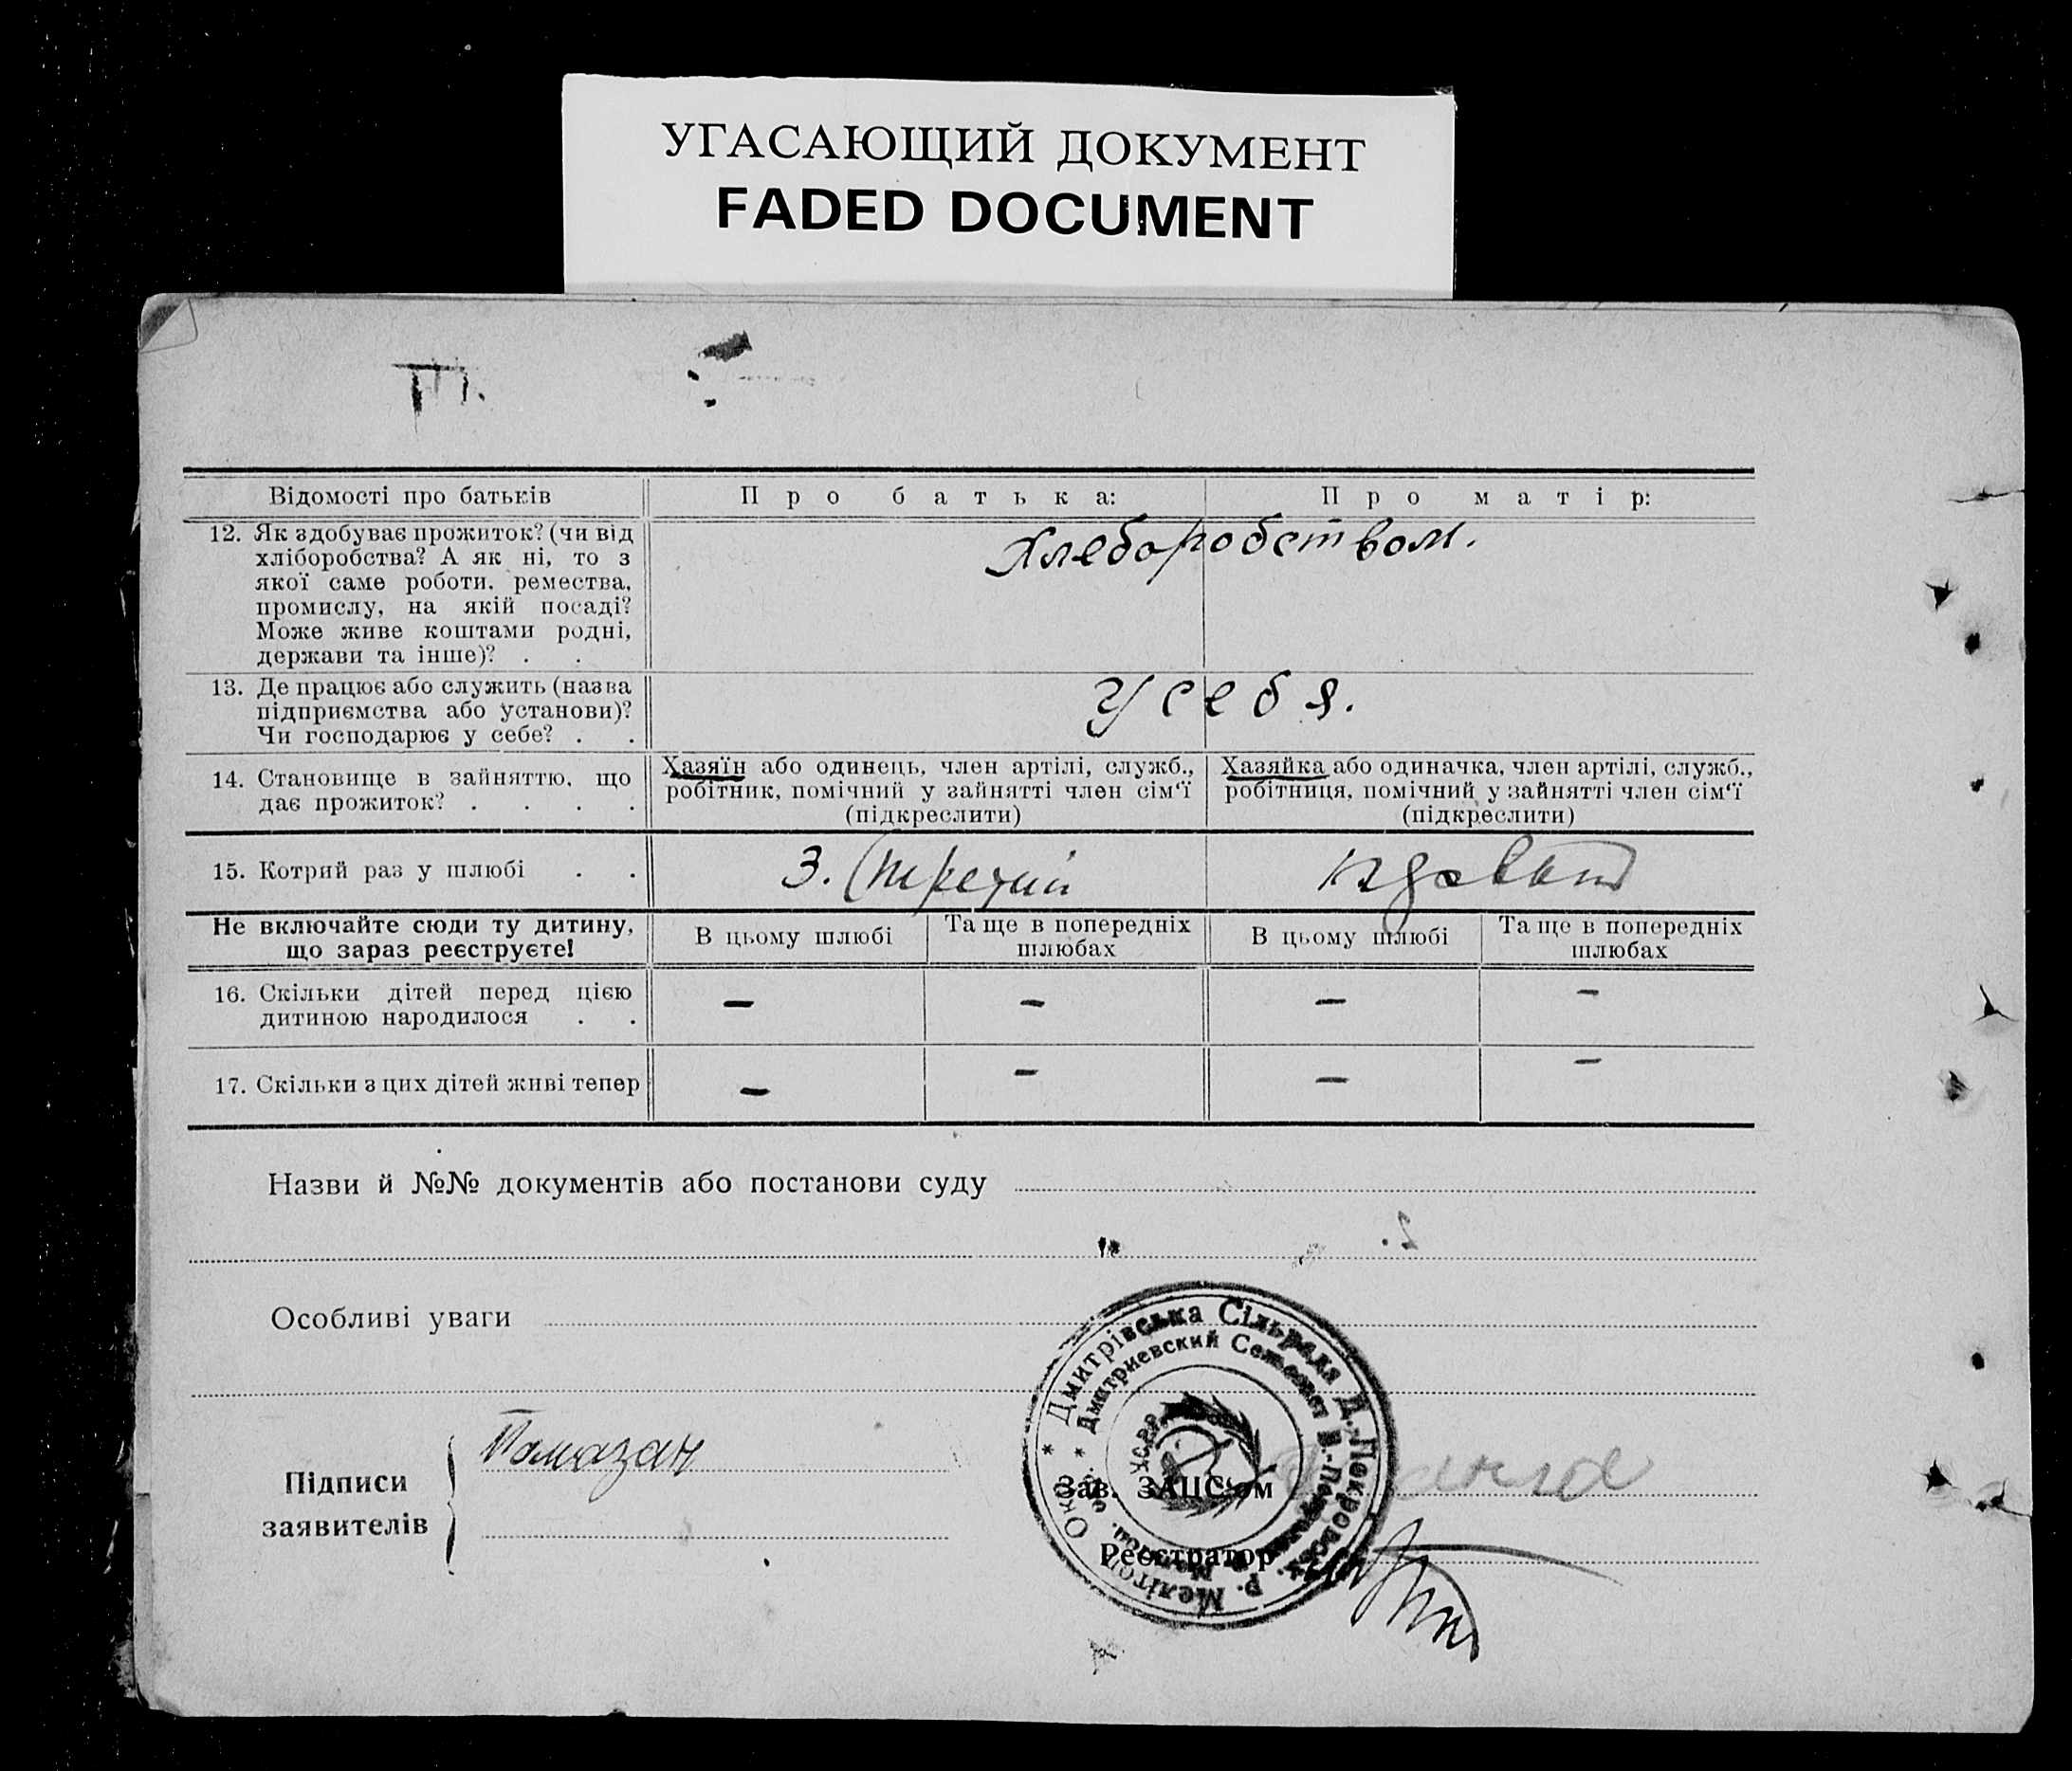 УГАСАЮЩИЙ ДОКУМЕНТ
FADED DOCUMENT
Відомості про батьків
Про батька:
Про матір:
12. Як здобуває прожиток? (чи від
хліборобства? А як ні, то з
якої саме роботи. ремества,
промислу, на якій посаді?
Може живе коштами родні,
держави та інше)? . .
Хлеборобством.
13. Де працює або служить (назва
підприємства або установи)?
Чи господарює у себе? . .
У себя.
14. Становище в зайняттю, що
дає прожиток? . . . .
Хазяїн або одинець, член артілі, служб.,
робітник, помічний у зайнятті член сім‘ї
(підкреслити)
Хазяйка або одиначка, член артілі, служб.,
робітниця, помічний у зайнятті член сім‘ї
(підкреслити)
15. Котрий раз у шлюбі . .
3.
Не включайте сюди ту дитину,
що зараз реєструєте!
В цьому шлюбі
Та ще в попередніх
шлюбах
В цьому шлюбі
Та ще в попередніх
шлюбах
16. Скільки дітей перед цією
дитиною народилося . .
— — — —
17. Скільки з цих дітей живі тепер
— — — —
Назви й №№ документів або постанови суду
Особливі уваги
Підписи
заявителів
Памазан
Дмитрівська Сільрада Д.-Покровськ. р. Мелітоп. Окр.
Дмитриевский
УСРР
Зав. ЗАЦС‘ом
Реєстратор